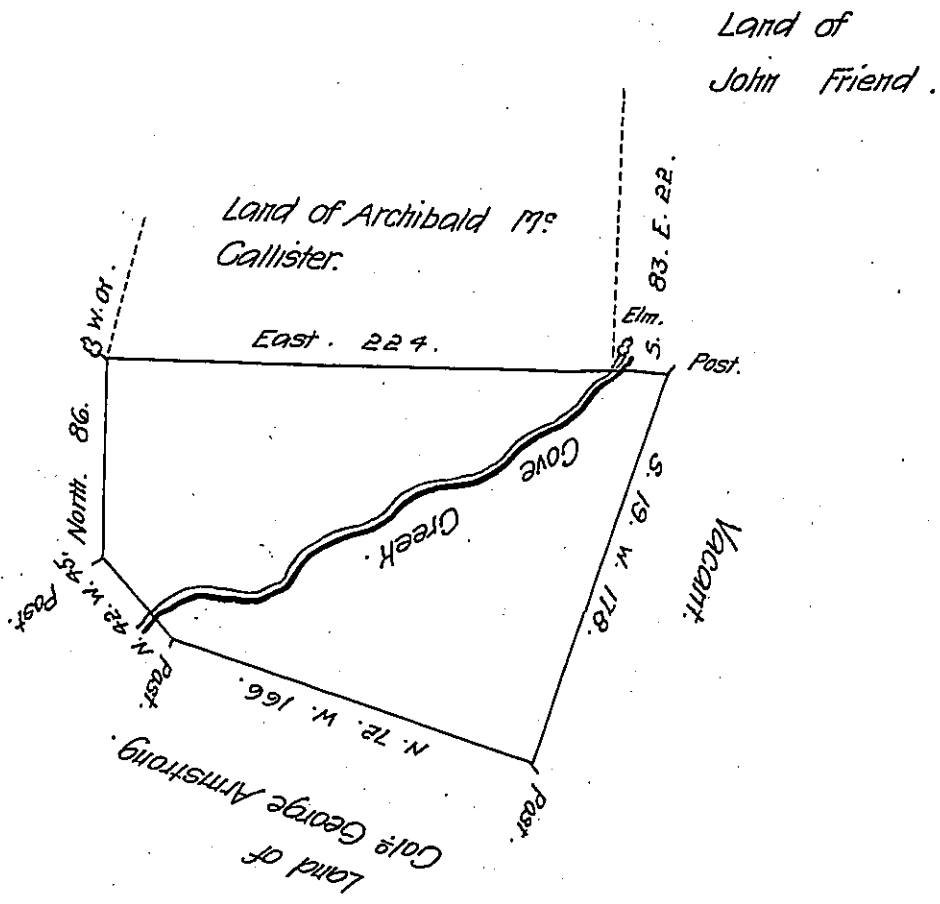 Land of
John Friend.
Land of Archibald Mc
Callister.
W. or.
East. 224.
Elm.
S. 83. E. 22.
Post.
North. 86.
Cove
Creek.
S. 19. W. 178.
Vacant.
Post.
N. 42. W. 45.
Post.
N. 72. W. 166.
Post.
Land of
Colo George Armstrong.